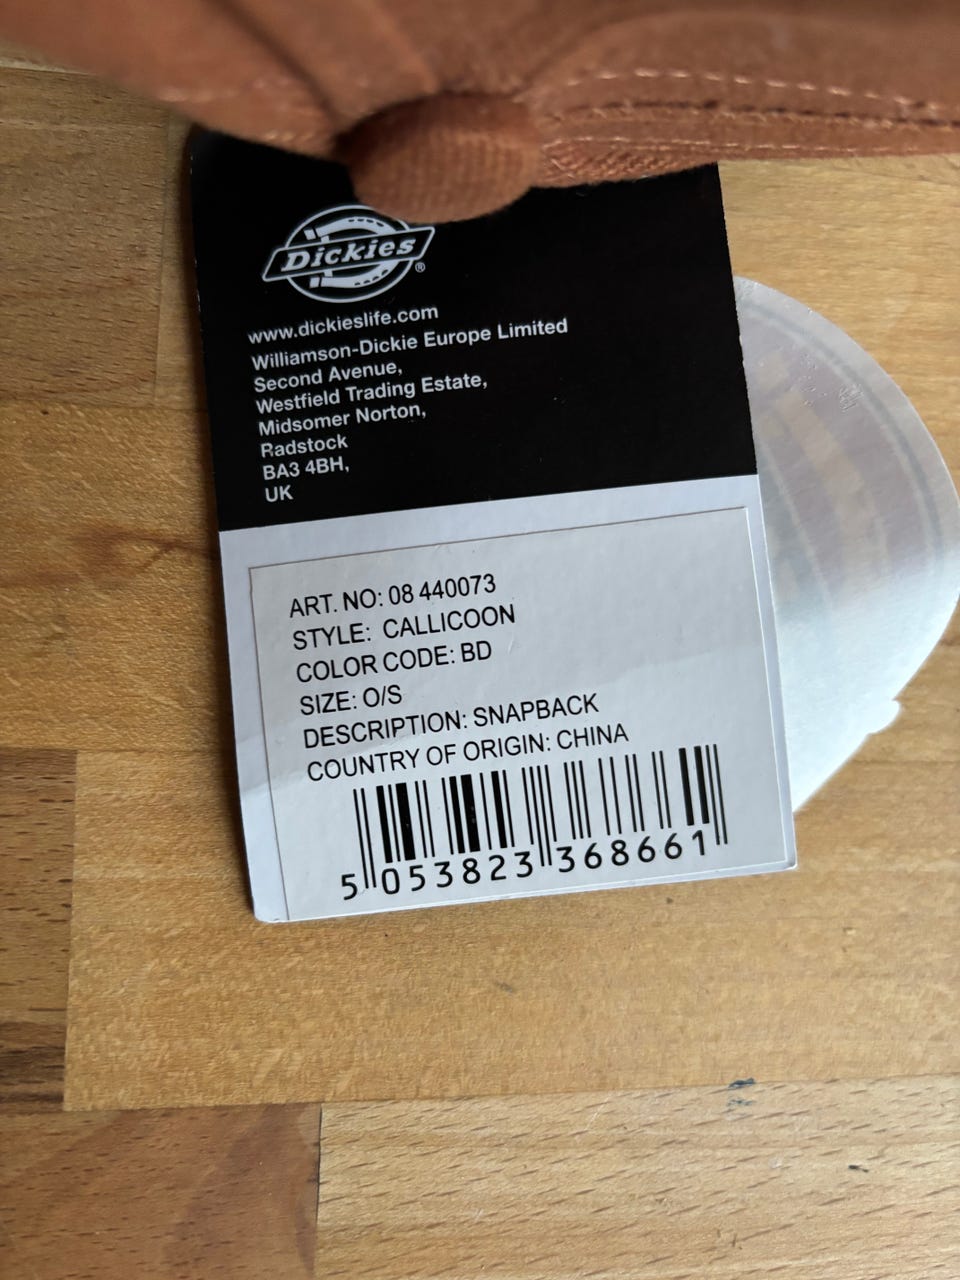 Dickies®
www.dickieslife.com
Williamson-Dickie Europe Limited
Second Avenue,
Westfield Trading Estate,
Midsomer Norton,
Radstock
BA3 4BH,
UK
ART. NO: 08 440073
STYLE: CALLICOON
COLOR CODE: BD
SIZE: O/S
DESCRIPTION: SNAPBACK
COUNTRY OF ORIGIN: CHINA
5 053823 368661